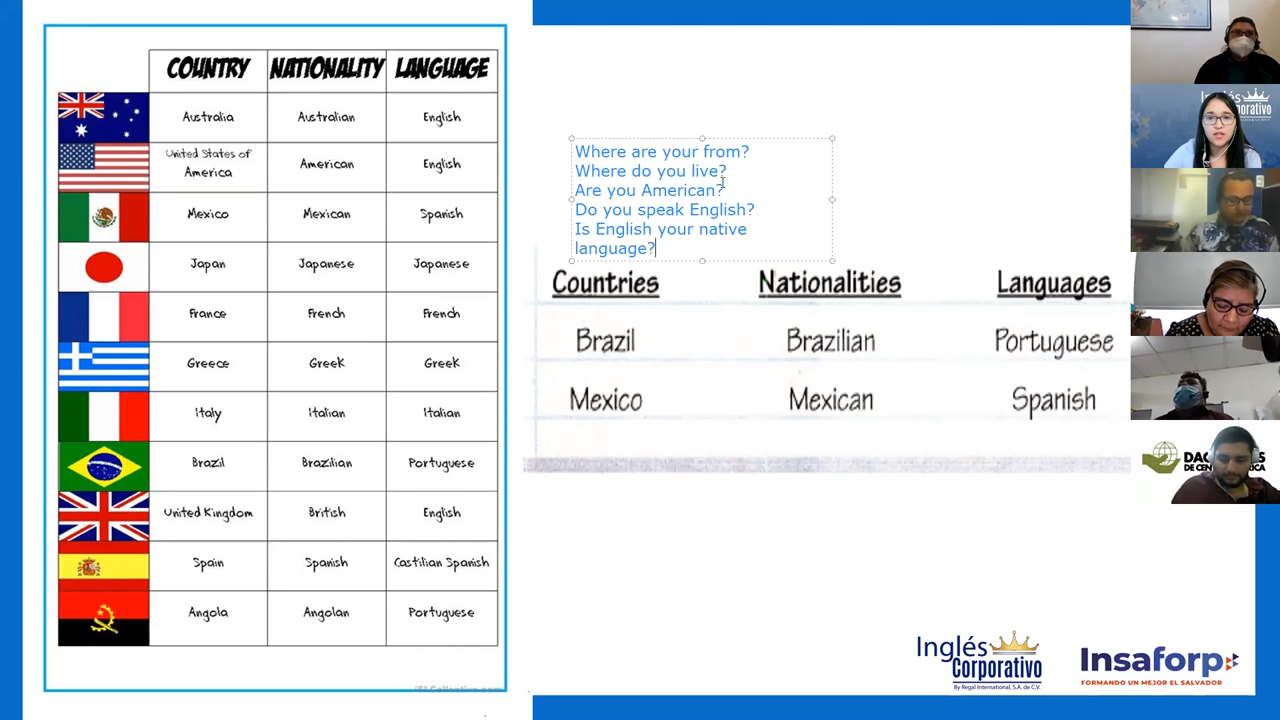 COUNTRY NATIONALITY LANGUAGE
Australia Australian English
United States of
America American English
Mexico Mexican Spanish
Japan Japanese Japanese
France French French
Greece Greek Greek
Italy Italian Italian
Brazil Brazilian Portuguese
United Kingdom British English
Spain Spanish Castilian Spanish
Angola Angolan Portuguese
Where are your from?
Where do you live?
Are you American?
Do you speak English?
Is English your native
language?
Countries Nationalities Languages
Brazil Brazilian Portuguese
Mexico Mexican Spanish
Inglés
Corporativo
By Regal International, S.A. de C.V.
Insaforp
FORMANDO UN MEJOR EL SALVADOR
Inglés